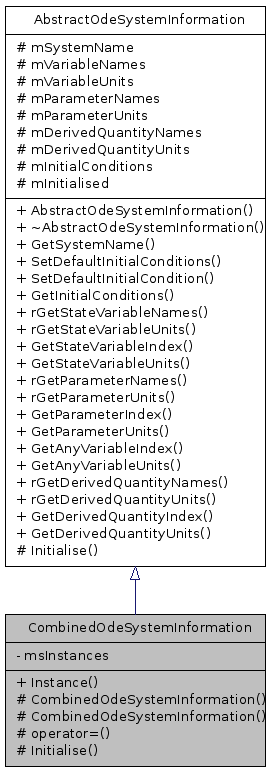 AbstractOdeSystemInformation
# mSystemName
# mVariableNames
# mVariableUnits
# mParameterNames
# mParameterUnits
# mDerivedQuantityNames
# mDerivedQuantityUnits
# mInitialConditions
# mInitialised
+ AbstractOdeSystemInformation()
+ ~AbstractOdeSystemInformation()
+ GetSystemName()
+ SetDefaultInitialConditions()
+ SetDefaultInitialCondition()
+ GetInitialConditions()
+ rGetStateVariableNames()
+ rGetStateVariableUnits()
+ GetStateVariableIndex()
+ GetStateVariableUnits()
+ rGetParameterNames()
+ rGetParameterUnits()
+ GetParameterIndex()
+ GetParameterUnits()
+ GetAnyVariableIndex()
+ GetAnyVariableUnits()
+ rGetDerivedQuantityNames()
+ rGetDerivedQuantityUnits()
+ GetDerivedQuantityIndex()
+ GetDerivedQuantityUnits()
# Initialise()
CombinedOdeSystemInformation
- msInstances
+ Instance()
# CombinedOdeSystemInformation()
# CombinedOdeSystemInformation()
# operator=()
# Initialise()